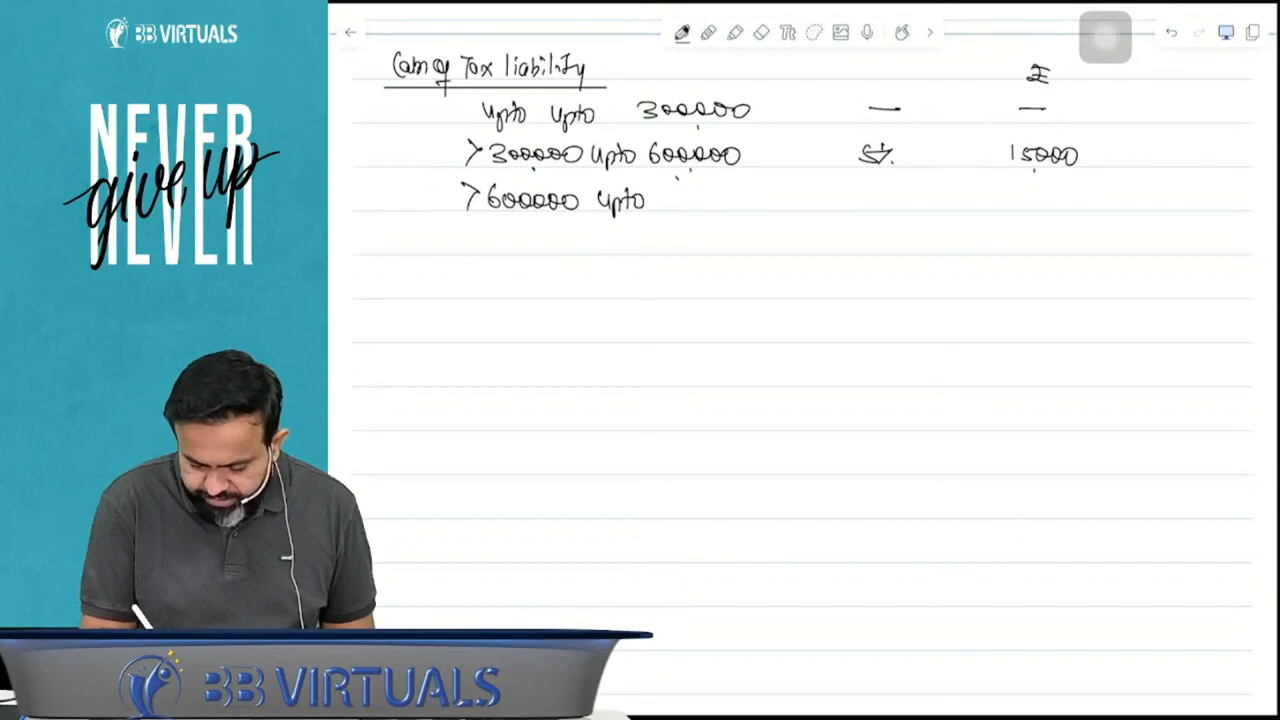 BB VIRTUALS
NEVER
give up
NEVER
Com of Tax liability
₹
upto upto 300000 — —
>300000 upto 600000 5% 15000
>600000 upto
BB VIRTUALS